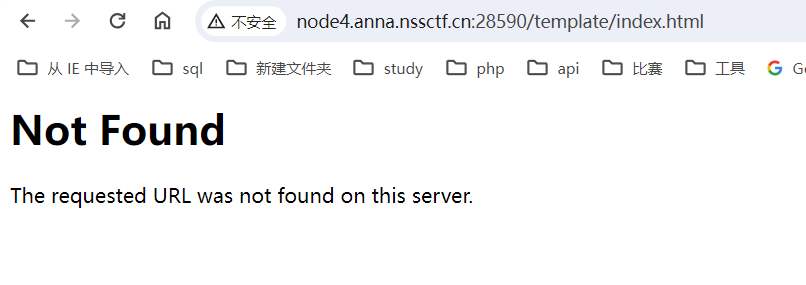 不安全 node4.anna.nssctf.cn:28590/template/index.html
从 IE 中导入 sql 新建文件夹 study php api 比赛 工具 G
Not Found
The requested URL was not found on this server.